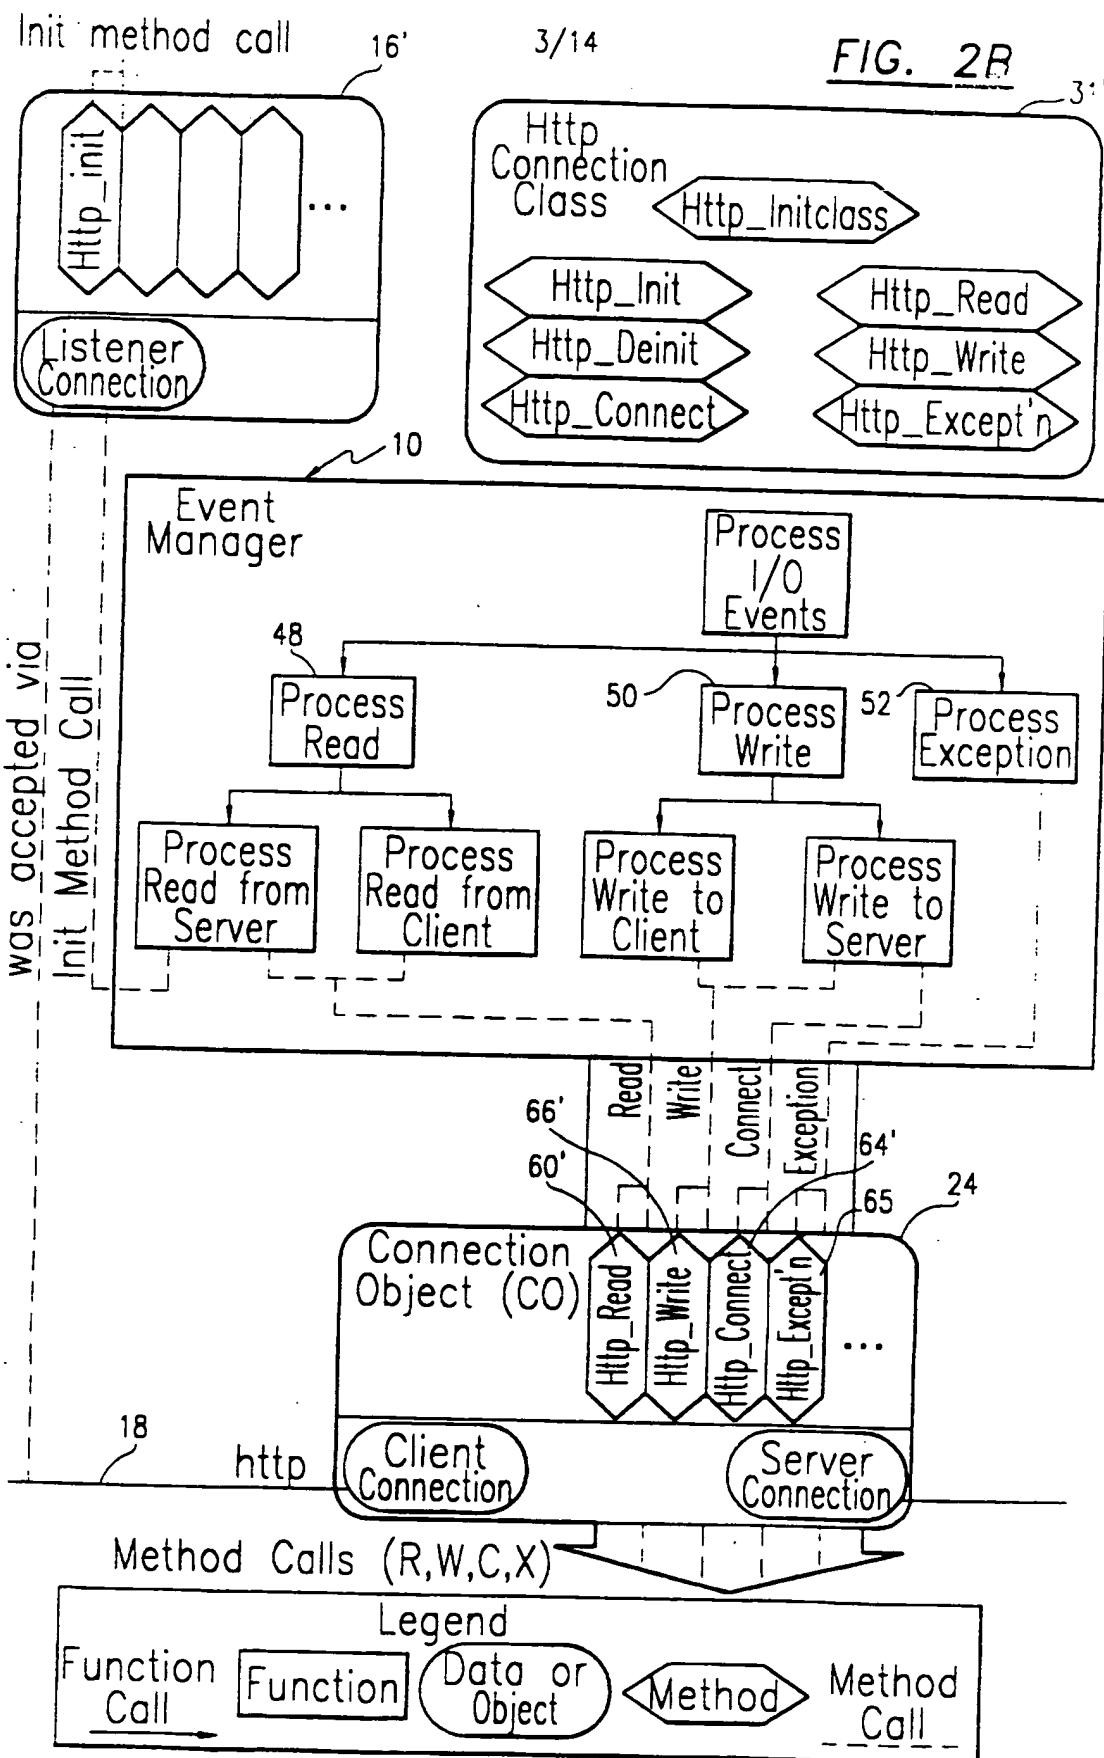 Init method call
16'
3/14
FIG. 2B
31'
Http_init
...
Listener
Connection
Http
Connection
Class
Http_Initclass
Http_Init
Http_Deinit
Http_Connect
Http_Read
Http_Write
Http_Except'n
10
Event
Manager
Process
I/O
Events
48
Process
Read
50
Process
Write
52
Process
Exception
Process
Read from
Server
Process
Read from
Client
Process
Write to
Client
Process
Write to
Server
was accepted via
Init Method Call
Read
Write
Connect
Exception
66'
60'
64'
65
24
Connection
Object (CO)
Http_Read
Http_Write
Http_Connect
Http_Except'n
...
18
http
Client
Connection
Server
Connection
Method Calls (R,W,C,X)
Legend
Function
Call
Function
Data or
Object
Method
Method
Call